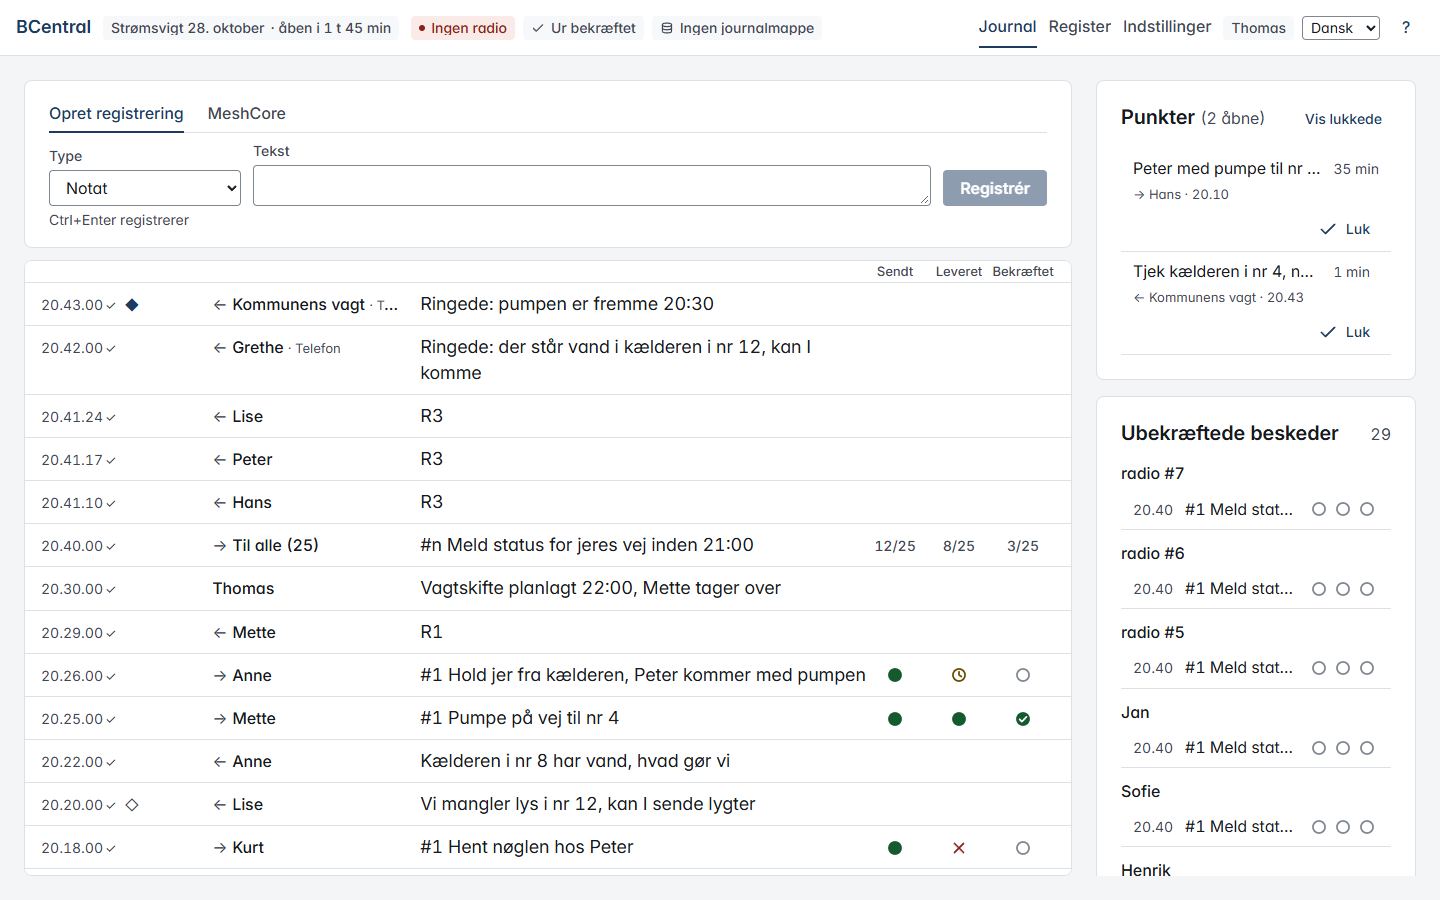 BCentral
Strømsvigt 28. oktober · åben i 1 t 45 min
Ingen radio
Ur bekræftet
Ingen journalmappe
Journal
Register
Indstillinger
Thomas
Dansk
?
Opret registrering
MeshCore
Type
Tekst
Notat
Registrér
Ctrl+Enter registrerer
Sendt Leveret Bekræftet
20.43.00 ← Kommunens vagt · T... Ringede: pumpen er fremme 20:30
20.42.00 ← Grethe · Telefon Ringede: der står vand i kælderen i nr 12, kan I
komme
20.41.24 ← Lise R3
20.41.17 ← Peter R3
20.41.10 ← Hans R3
20.40.00 → Til alle (25) #n Meld status for jeres vej inden 21:00 12/25 8/25 3/25
20.30.00 Thomas Vagtskifte planlagt 22:00, Mette tager over
20.29.00 ← Mette R1
20.26.00 → Anne #1 Hold jer fra kælderen, Peter kommer med pumpen
20.25.00 → Mette #1 Pumpe på vej til nr 4
20.22.00 ← Anne Kælderen i nr 8 har vand, hvad gør vi
20.20.00 ← Lise Vi mangler lys i nr 12, kan I sende lygter
20.18.00 → Kurt #1 Hent nøglen hos Peter
Punkter (2 åbne) Vis lukkede
Peter med pumpe til nr ... 35 min
→ Hans · 20.10
Luk
Tjek kælderen i nr 4, n... 1 min
← Kommunens vagt · 20.43
Luk
Ubekræftede beskeder 29
radio #7
20.40 #1 Meld stat...
radio #6
20.40 #1 Meld stat...
radio #5
20.40 #1 Meld stat...
Jan
20.40 #1 Meld stat...
Sofie
20.40 #1 Meld stat...
Henrik